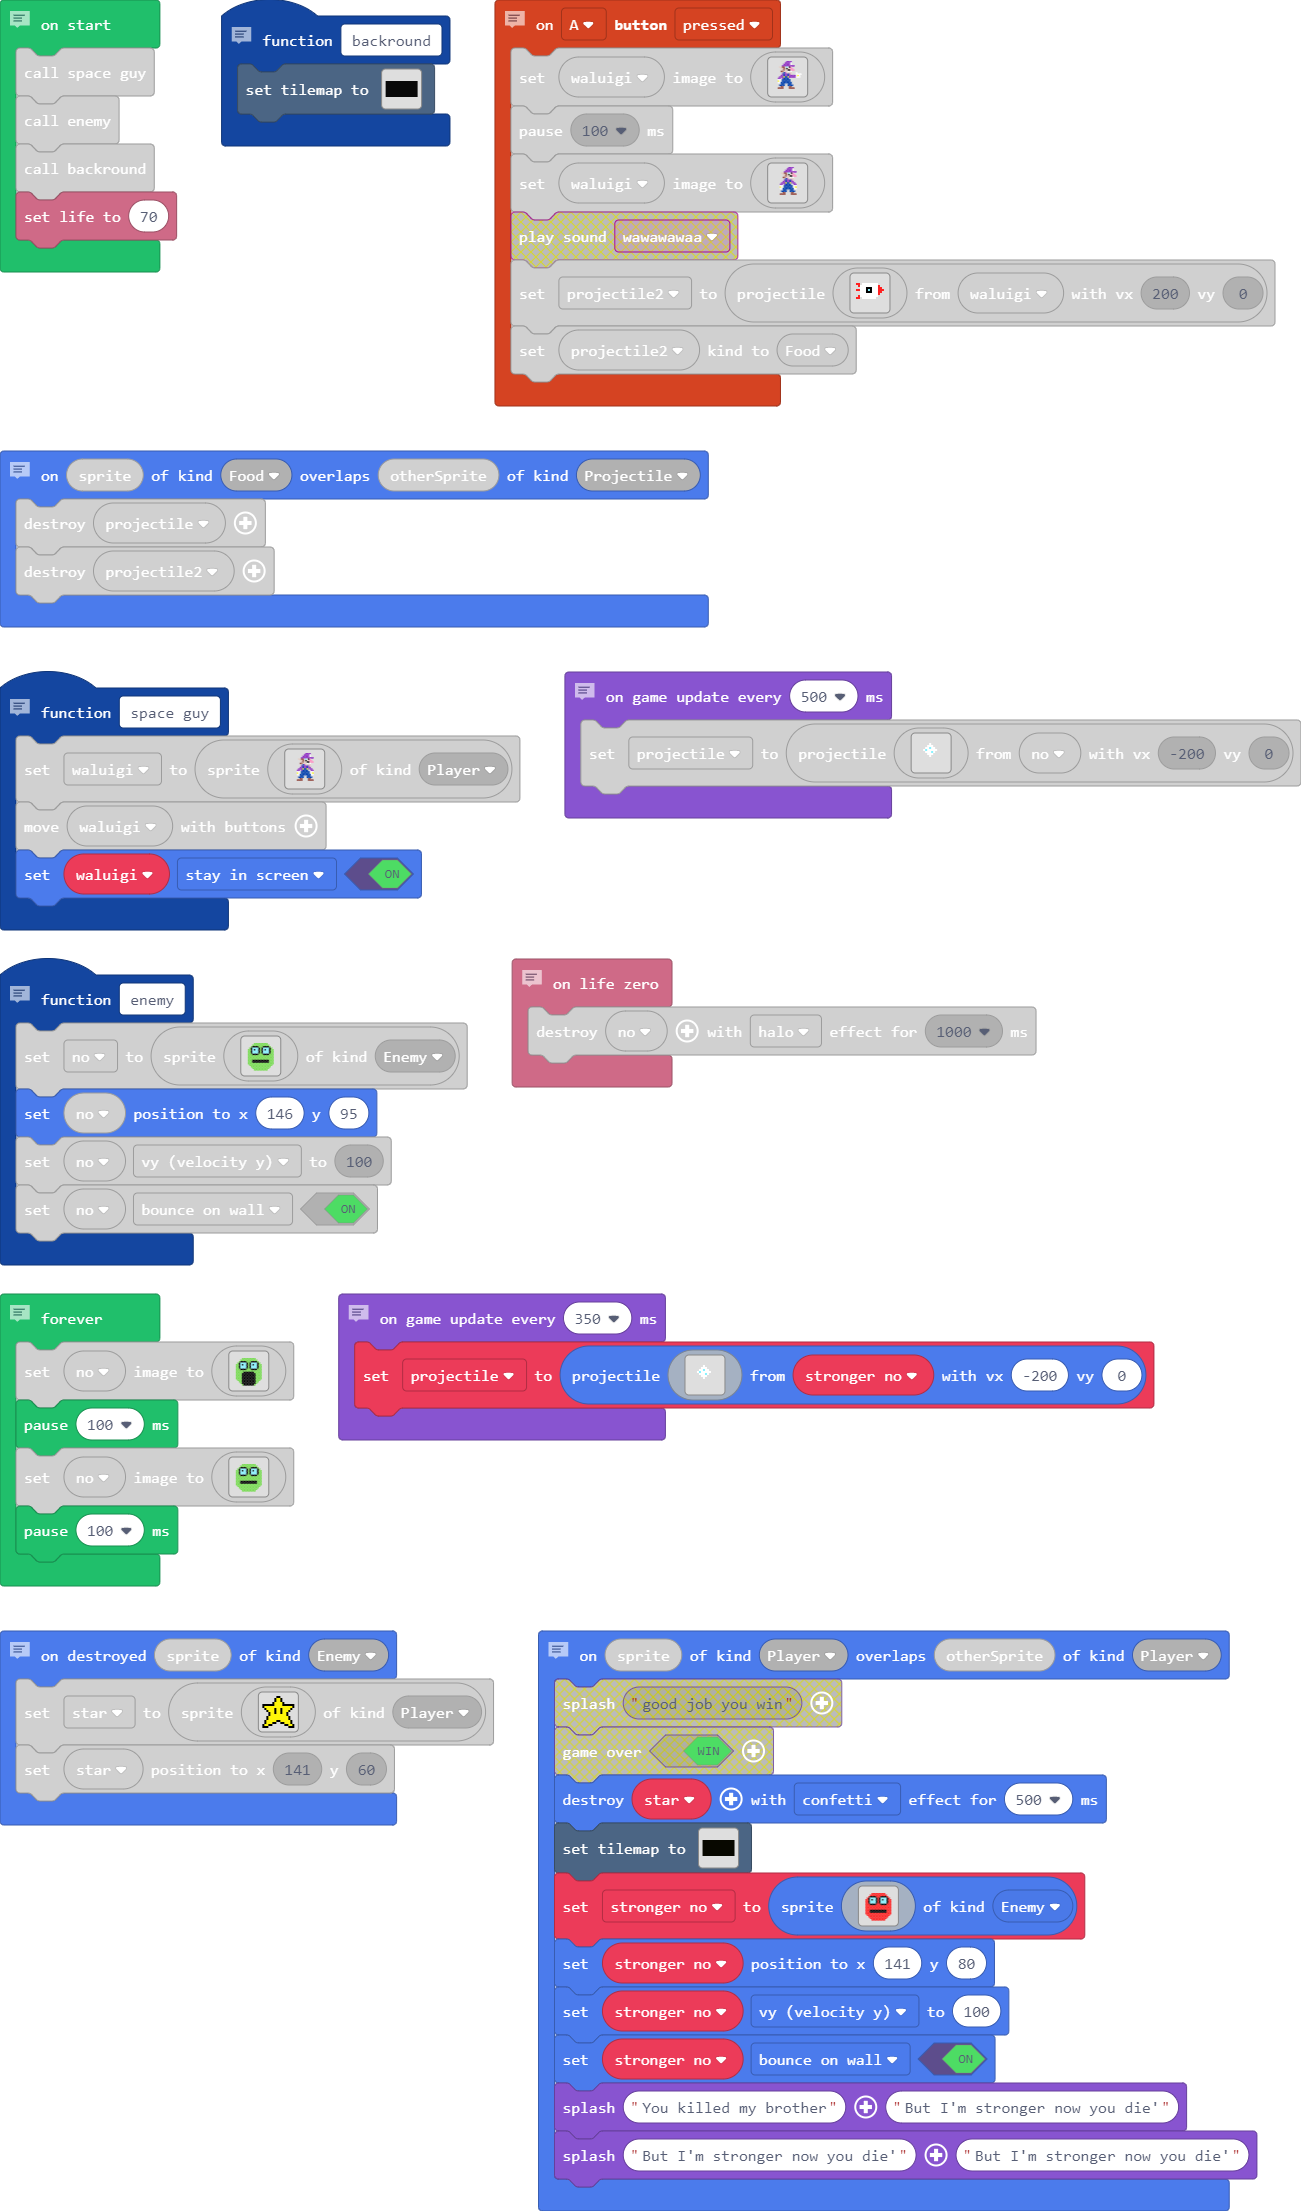 on start
call space guy
call enemy
call backround
set life to 70
function backround
set tilemap to
on A button pressed
set waluigi image to
pause 100 ms
set waluigi image to
play sound wawawawaa
set projectile2 to projectile from waluigi with vx 200 vy 0
set projectile2 kind to Food
on sprite of kind Food overlaps otherSprite of kind Projectile
destroy projectile
destroy projectile2
function space guy
set waluigi to sprite of kind Player
move waluigi with buttons
set waluigi stay in screen ON
on game update every 500 ms
set projectile to projectile from no with vx -200 vy 0
function enemy
set no to sprite of kind Enemy
set no position to x 146 y 95
set no vy (velocity y) to 100
set no bounce on wall ON
on life zero
destroy no with halo effect for 1000 ms
forever
set no image to
pause 100 ms
set no image to
pause 100 ms
on game update every 350 ms
set projectile to projectile from stronger no with vx -200 vy 0
on destroyed sprite of kind Enemy
set star to sprite of kind Player
set star position to x 141 y 60
on sprite of kind Player overlaps otherSprite of kind Player
splash "good job you win"
game over WIN
destroy star with confetti effect for 500 ms
set tilemap to
set stronger no to sprite of kind Enemy
set stronger no position to x 141 y 80
set stronger no vy (velocity y) to 100
set stronger no bounce on wall ON
splash "You killed my brother" "But I'm stronger now you die'"
splash "But I'm stronger now you die'" "But I'm stronger now you die'"